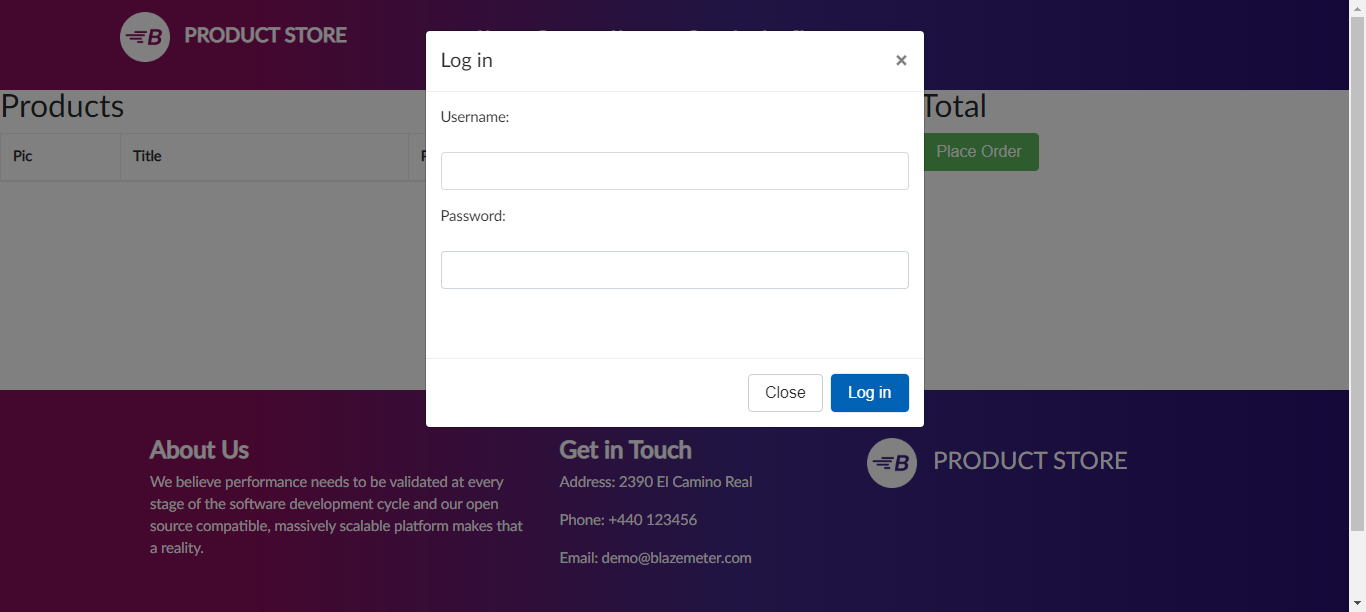 B PRODUCT STORE
Log in ×
Products
Total
Username:
Pic Title
Place Order
Password:
Close Log in
About Us
We believe performance needs to be validated at every
stage of the software development cycle and our open
source compatible, massively scalable platform makes that
a reality.
Get in Touch
Address: 2390 El Camino Real
Phone: +440 123456
Email: demo@blazemeter.com
B PRODUCT STORE